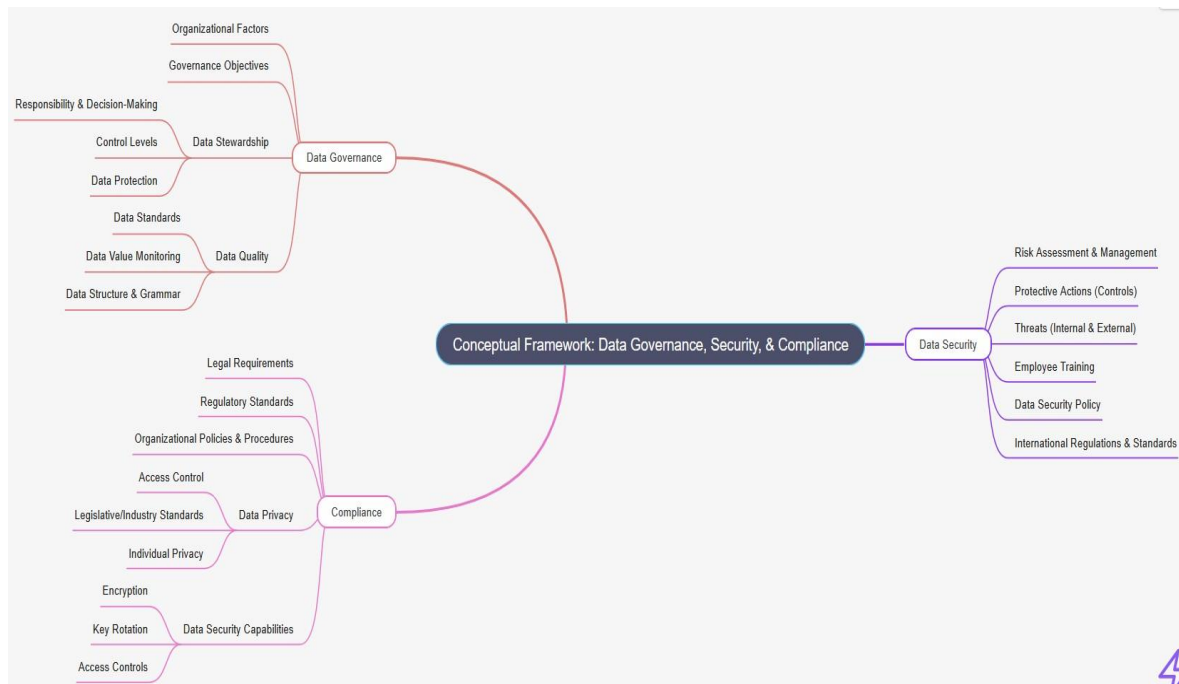 Organizational Factors
Governance Objectives
Responsibility & Decision-Making
Control Levels
Data Stewardship
Data Protection
Data Governance
Data Standards
Data Value Monitoring
Data Quality
Data Structure & Grammar
Conceptual Framework: Data Governance, Security, & Compliance
Legal Requirements
Regulatory Standards
Organizational Policies & Procedures
Access Control
Legislative/Industry Standards
Data Privacy
Individual Privacy
Compliance
Encryption
Key Rotation
Data Security Capabilities
Access Controls
Data Security
Risk Assessment & Management
Protective Actions (Controls)
Threats (Internal & External)
Employee Training
Data Security Policy
International Regulations & Standards